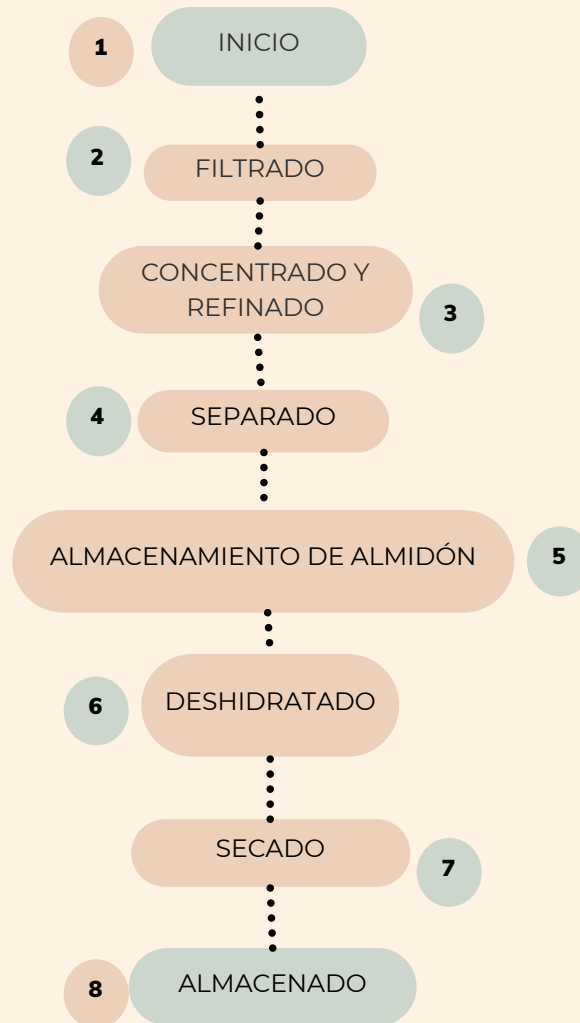 1
INICIO
2
FILTRADO
CONCENTRADO Y
REFINADO
3
4
SEPARADO
ALMACENAMIENTO DE ALMIDÓN
5
6
DESHIDRATADO
SECADO
7
8
ALMACENADO